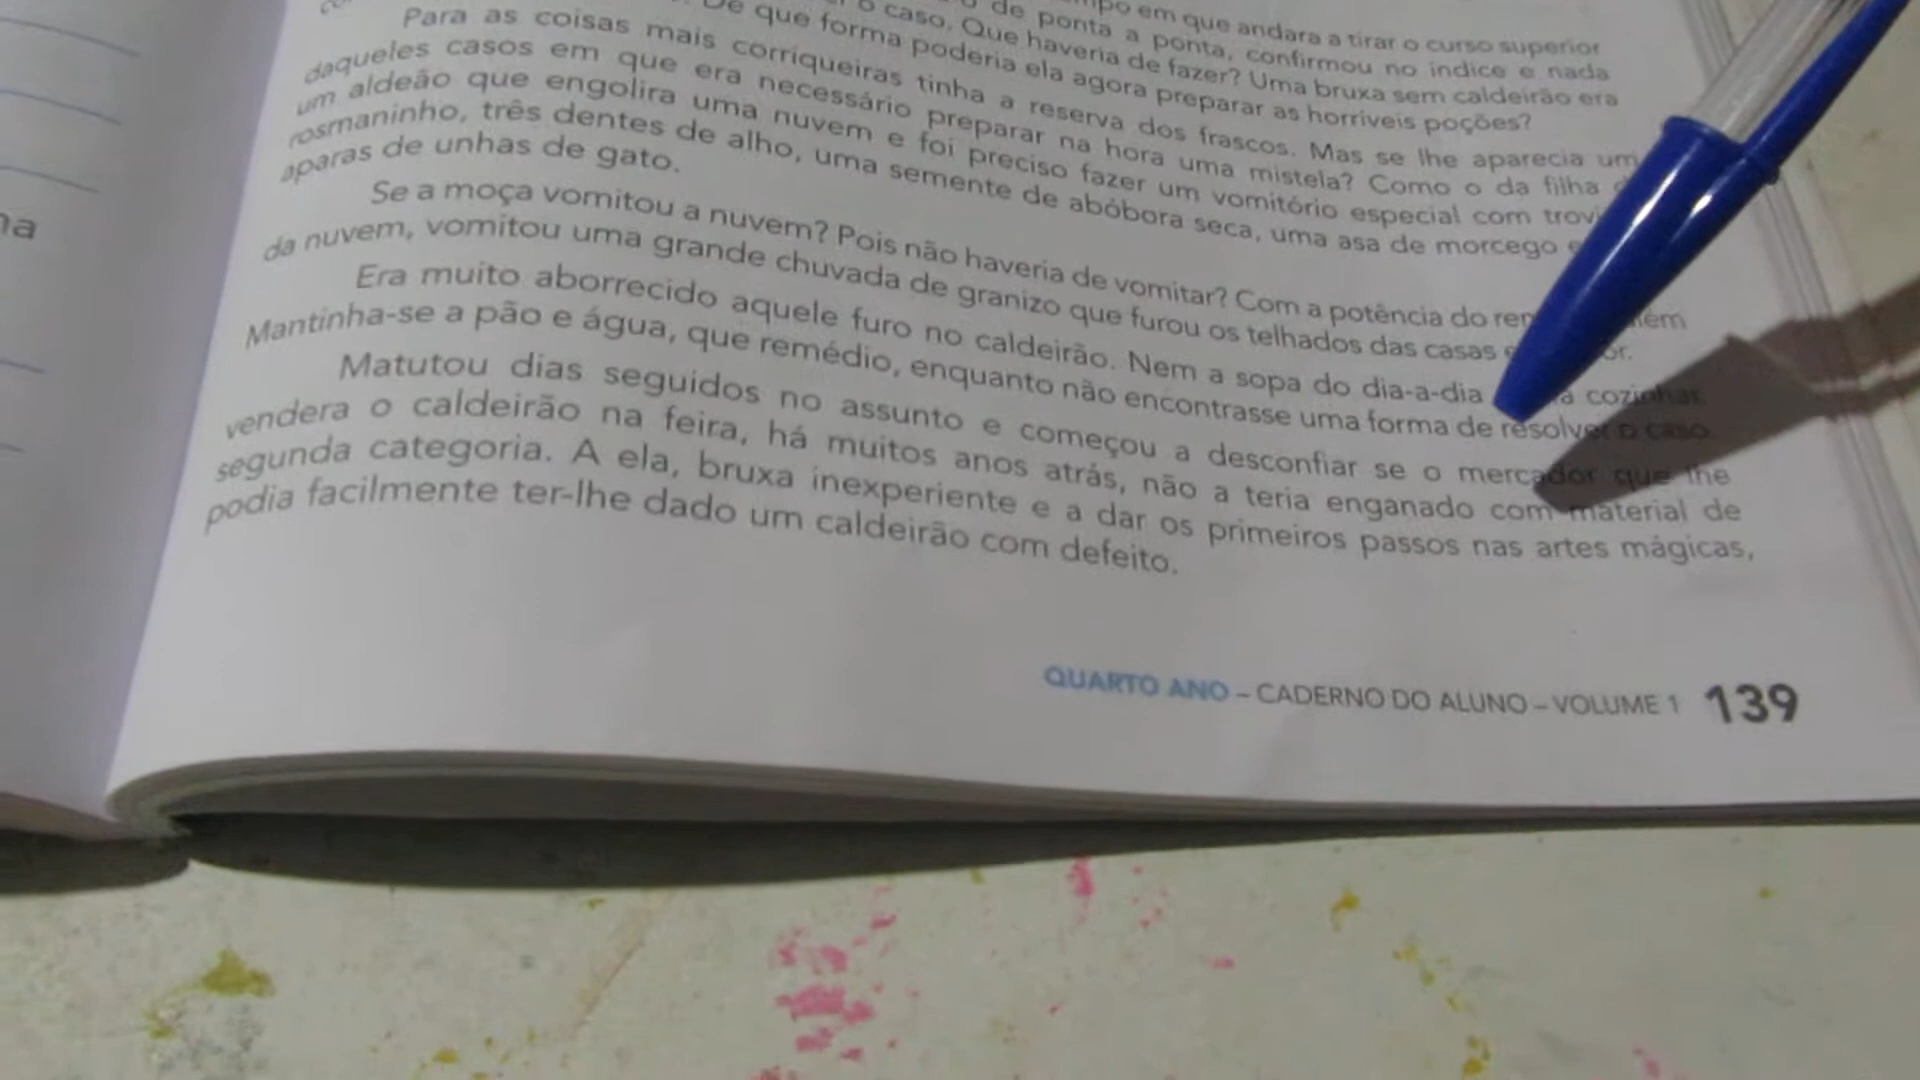 em que andara a tirar o curso superior
de ponta a ponta, confirmou no índice e nada
o caso. Que haveria de fazer? Uma bruxa sem caldeirão era
De que forma poderia ela agora preparar as horríveis poções?
Para as coisas mais corriqueiras tinha a reserva dos frascos. Mas se lhe aparecia um
daqueles casos em que era necessário preparar na hora uma mistela? Como o da filha
um aldeão que engolira uma nuvem e foi preciso fazer um vomitório especial com
rosmaninho, três dentes de alho, uma semente de abóbora seca, uma asa de morcego
aparas de unhas de gato.
Se a moça vomitou a nuvem? Pois não haveria de vomitar? Com a potência do
da nuvem, vomitou uma grande chuvada de granizo que furou os telhados das casas
Era muito aborrecido aquele furo no caldeirão. Nem a sopa do dia-a-dia cozinhar
Mantinha-se a pão e água, que remédio, enquanto não encontrasse uma forma de resolver o caso.
Matutou dias seguidos no assunto e começou a desconfiar se o mercador que lhe
vendera o caldeirão na feira, há muitos anos atrás, não a teria enganado com material de
segunda categoria. A ela, bruxa inexperiente e a dar os primeiros passos nas artes mágicas,
podia facilmente ter-lhe dado um caldeirão com defeito.
QUARTO ANO – CADERNO DO ALUNO – VOLUME 1 139